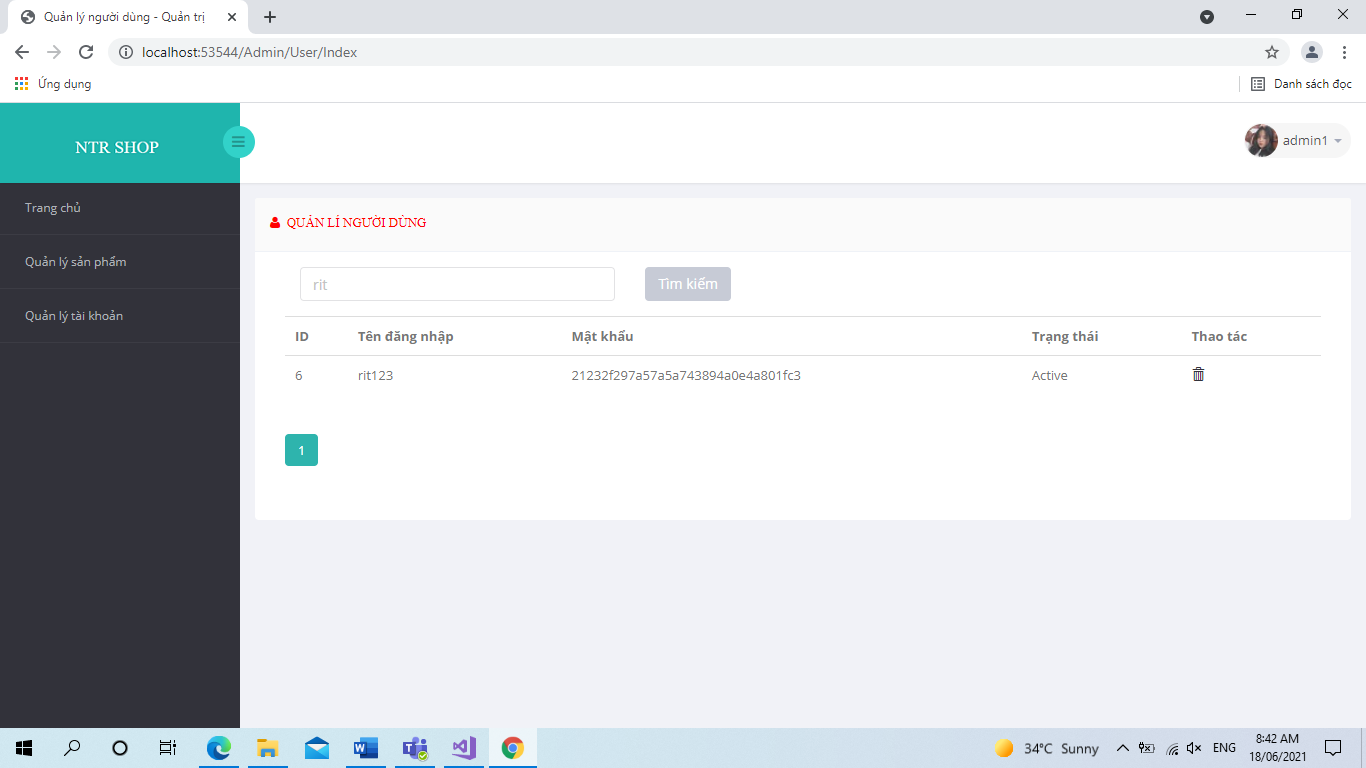 Quản lý người dùng - Quản trị
localhost:53544/Admin/User/Index
Ứng dụng
Danh sách đọc
NTR SHOP
admin1
Trang chủ
Quản lý sản phẩm
Quản lý tài khoản
QUẢN LÍ NGƯỜI DÙNG
rit
Tìm kiếm
ID Tên đăng nhập Mật khẩu Trạng thái Thao tác
6 rit123 21232f297a57a5a743894a0e4a801fc3 Active
1
34°C Sunny
ENG
8:42 AM
18/06/2021